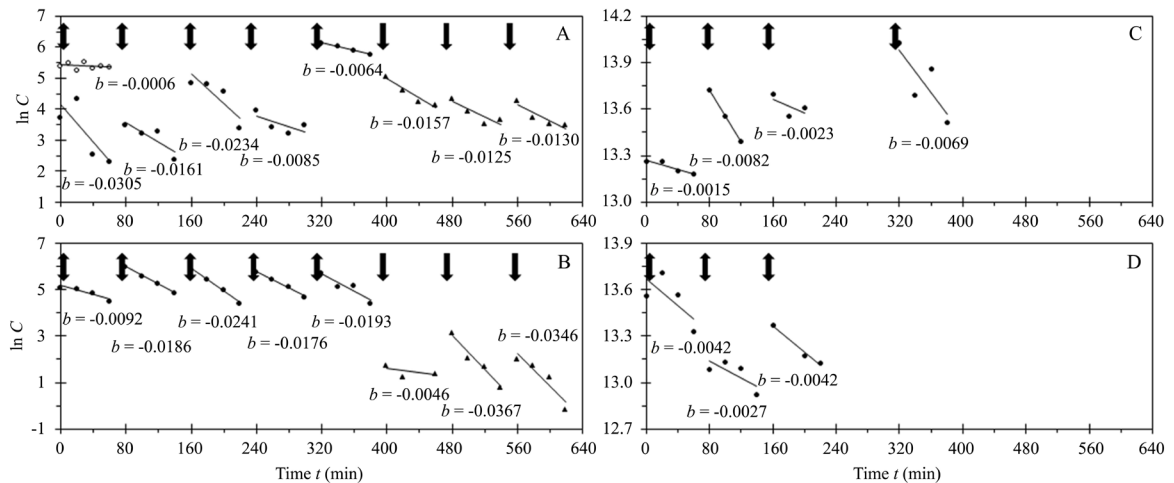 7
6
5
4
3
2
1
ln C
A
b = -0.0006
b = -0.0305
b = -0.0161
b = -0.0234
b = -0.0085
b = -0.0064
b = -0.0157
b = -0.0125
b = -0.0130
0 80 160 240 320 400 480 560 640
14.2
13.9
13.6
13.3
13.0
C
b = -0.0015
b = -0.0082
b = -0.0023
b = -0.0069
0 80 160 240 320 400 480 560 640
7
5
3
1
-1
ln C
B
b = -0.0092
b = -0.0186
b = -0.0241
b = -0.0176
b = -0.0193
b = -0.0046
b = -0.0367
b = -0.0346
0 80 160 240 320 400 480 560 640
Time t (min)
13.9
13.6
13.3
13.0
12.7
D
b = -0.0042
b = -0.0027
b = -0.0042
0 80 160 240 320 400 480 560 640
Time t (min)